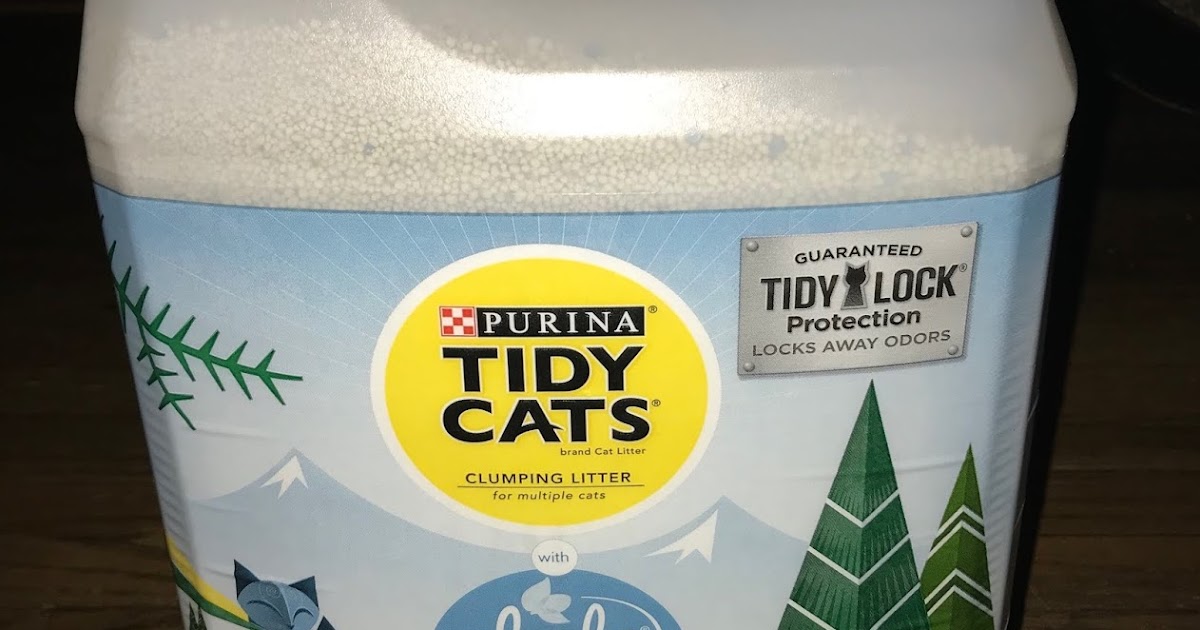 GUARANTEED
TIDY LOCK®
Protection
LOCKS AWAY ODORS
PURINA®
TIDY
CATS®
brand Cat Litter
CLUMPING LITTER
for multiple cats
with